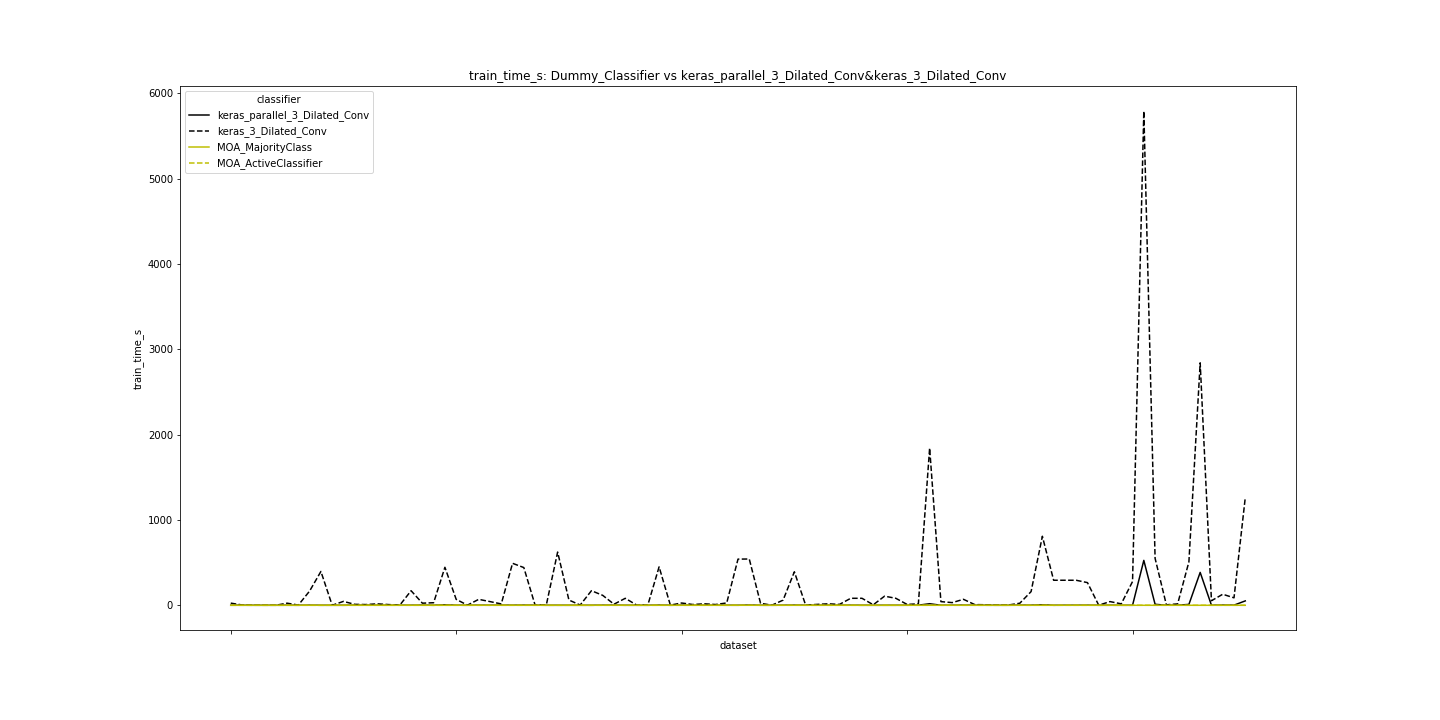 train_time_s: Dummy_Classifier vs keras_parallel_3_Dilated_Conv&keras_3_Dilated_Conv
6000
5000
4000
3000
2000
1000
0
train_time_s
classifier
keras_parallel_3_Dilated_Conv
keras_3_Dilated_Conv
MOA_MajorityClass
MOA_ActiveClassifier
dataset